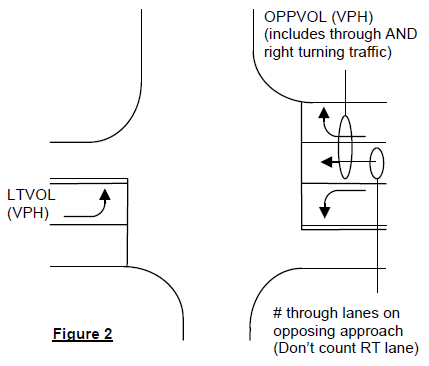 OPPVOL (VPH)
(includes through AND
right turning traffic)
LTVOL
(VPH)
# through lanes on
opposing approach
(Don't count RT lane)
Figure 2